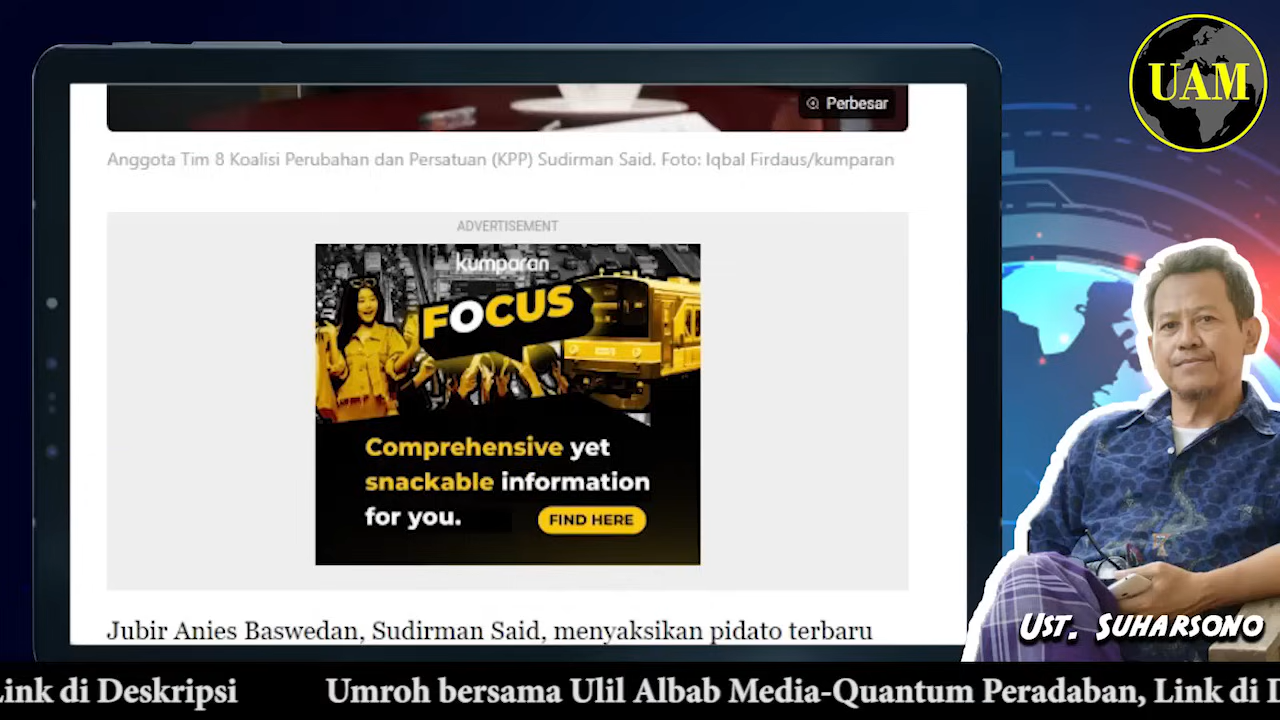 UAM
Perbesar
Anggota Tim 8 Koalisi Perubahan dan Persatuan (KPP) Sudirman Said. Foto: Iqbal Firdaus/kumparan
ADVERTISEMENT
kumparan
FOCUS
Comprehensive yet
snackable information
for you.
FIND HERE
Jubir Anies Baswedan, Sudirman Said, menyaksikan pidato terbaru
UST. SUHARSONO
Link di Deskripsi Umroh bersama Ulil Albab Media-Quantum Peradaban, Link di